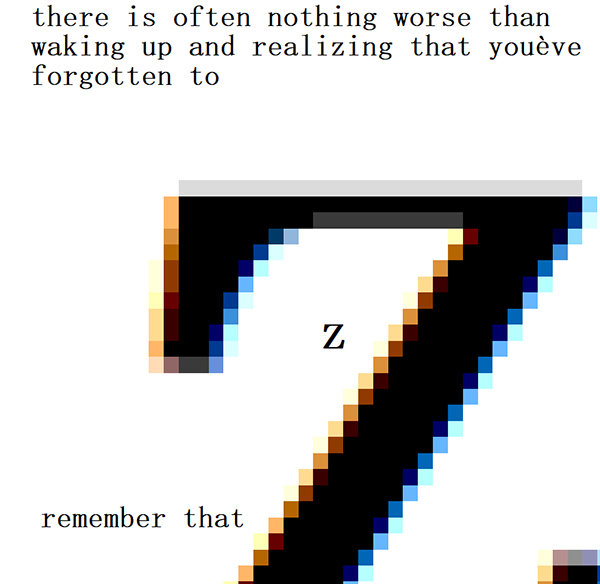 there is often nothing worse than
waking up and realizing that youève
forgotten to
z
remember that